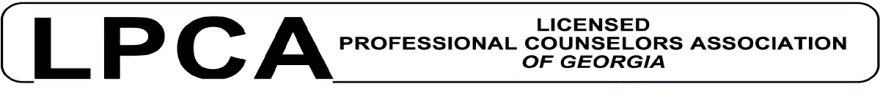 LPCA
LICENSED
PROFESSIONAL COUNSELORS ASSOCIATION
OF GEORGIA